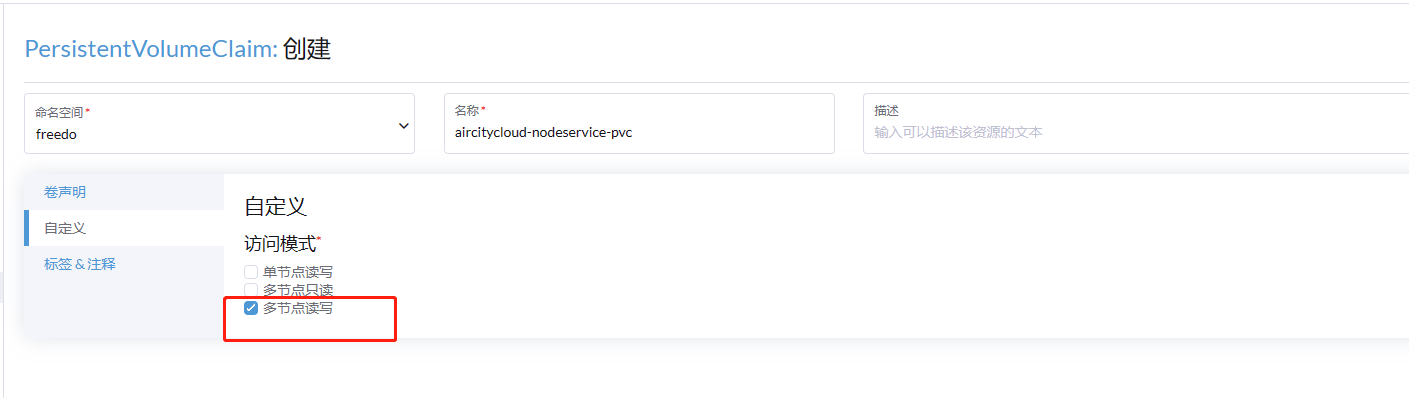 PersistentVolumeClaim: 创建
命名空间*
freedo
名称*
aircitycloud-nodeservice-pvc
描述
输入可以描述该资源的文本
卷声明
自定义
标签 & 注释
自定义
访问模式*
单节点读写
多节点只读
多节点读写